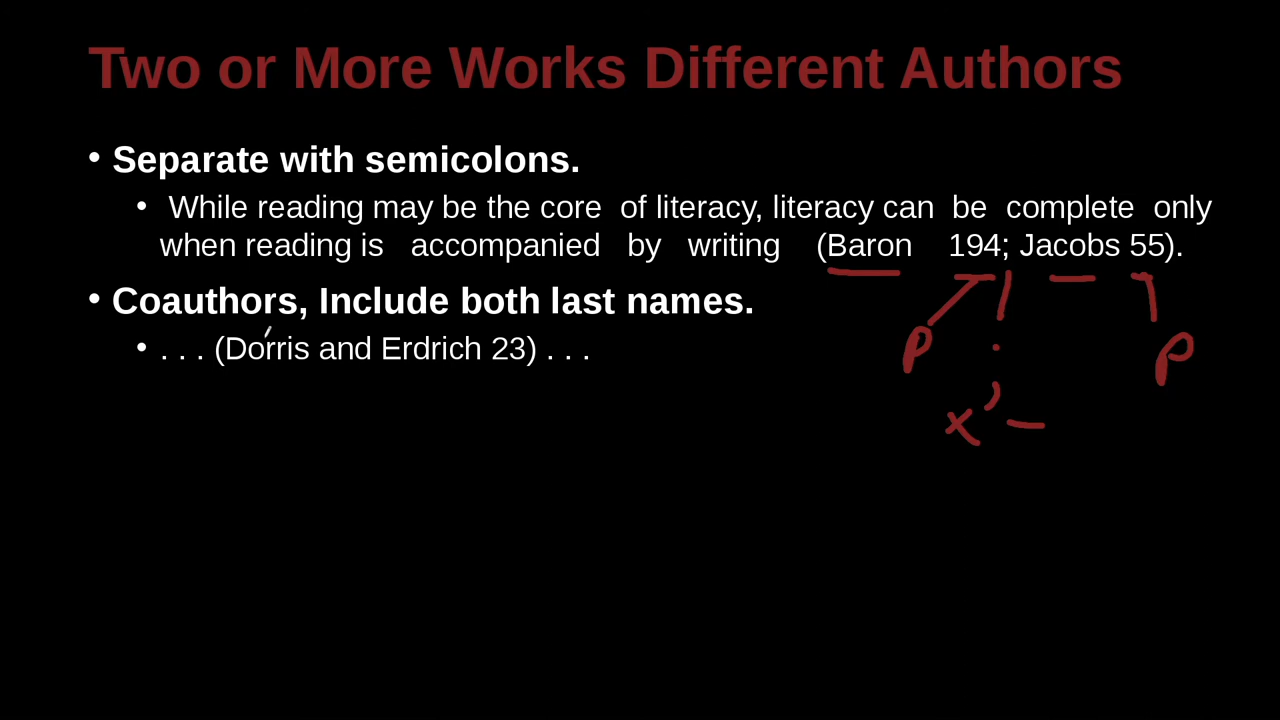 Two or More Works Different Authors
• Separate with semicolons.
• While reading may be the core of literacy, literacy can be complete only
when reading is accompanied by writing (Baron 194; Jacobs 55).
• Coauthors, Include both last names.
• . . . (Dorris and Erdrich 23) . . .
P P
;
x -